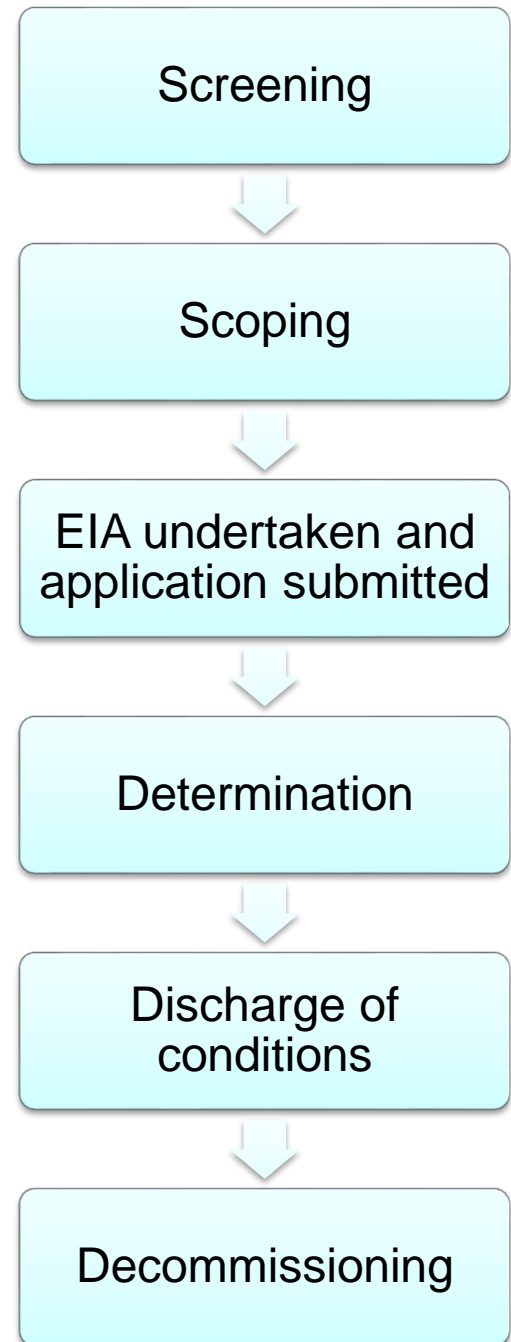 Screening
Scoping
EIA undertaken and
application submitted
Determination
Discharge of
conditions
Decommissioning